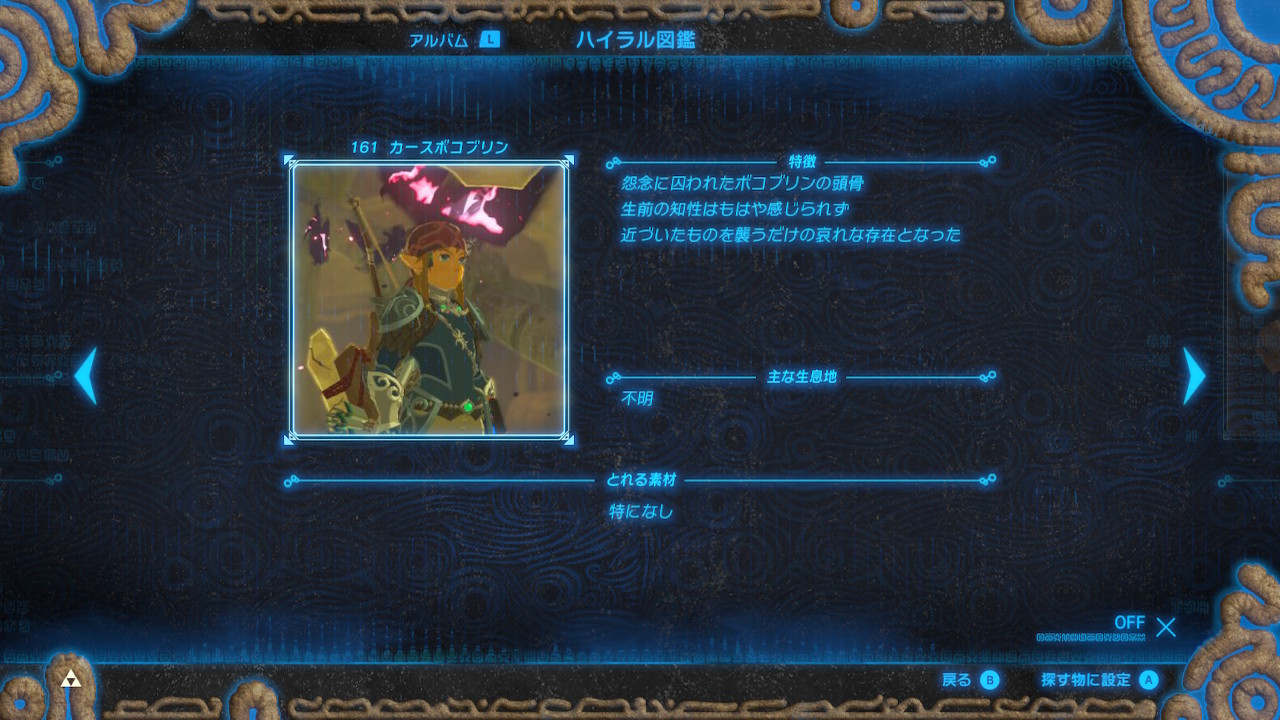 アルバム L
ハイラル図鑑
161 カースボコブリン
特徴
怨念に囚われたボコブリンの頭骨
生前の知性はもはや感じられず
近づいたものを襲うだけの哀れな存在となった
主な生息地
不明
とれる素材
特になし
OFF
戻る B
探す物に設定 A